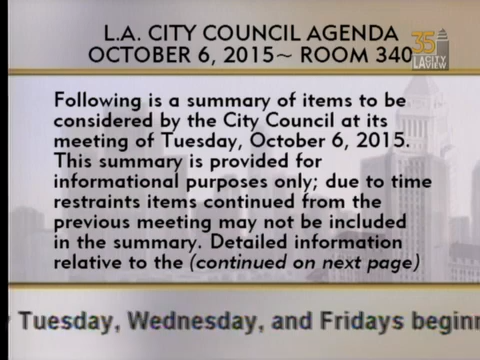 L.A. CITY COUNCIL AGENDA
OCTOBER 6, 2015~ ROOM 340
35
LA CITY
VIEW
Following is a summary of items to be
considered by the City Council at its
meeting of Tuesday, October 6, 2015.
This summary is provided for
informational purposes only; due to time
restraints items continued from the
previous meeting may not be included
in the summary. Detailed information
relative to the (continued on next page)
Tuesday, Wednesday, and Fridays beginn